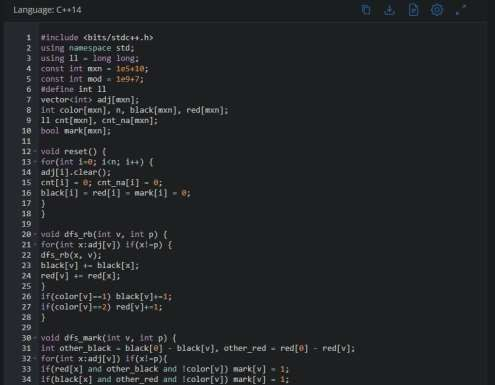 Language: C++14
1 #include <bits/stdc++.h>
2 using namespace std;
3 using ll = long long;
4 const int mxn = 1e5+10;
5 const int mod = 1e9+7;
6 #define int ll
7 vector<int> adj[mxn];
8 int color[mxn], n, black[mxn], red[mxn];
9 ll cnt[mxn], cnt_na[mxn];
10 bool mark[mxn];
11
12 void reset() {
13 for(int i=0; i<n; i++) {
14 adj[i].clear();
15 cnt[i] = 0; cnt_na[i] = 0;
16 black[i] = red[i] = mark[i] = 0;
17 }
18 }
19
20 void dfs_rb(int v, int p) {
21 for(int x:adj[v]) if(x!=p) {
22 dfs_rb(x, v);
23 black[v] += black[x];
24 red[v] += red[x];
25 }
26 if(color[v]==1) black[v]+=1;
27 if(color[v]==2) red[v]+=1;
28 }
29
30 void dfs_mark(int v, int p) {
31 int other_black = black[0] - black[v], other_red = red[0] - red[v];
32 for(int x:adj[v]) if(x!=p){
33 if(red[x] and other_black and !color[v]) mark[v] = 1;
34 if(black[x] and other_red and !color[v]) mark[v] = 1;